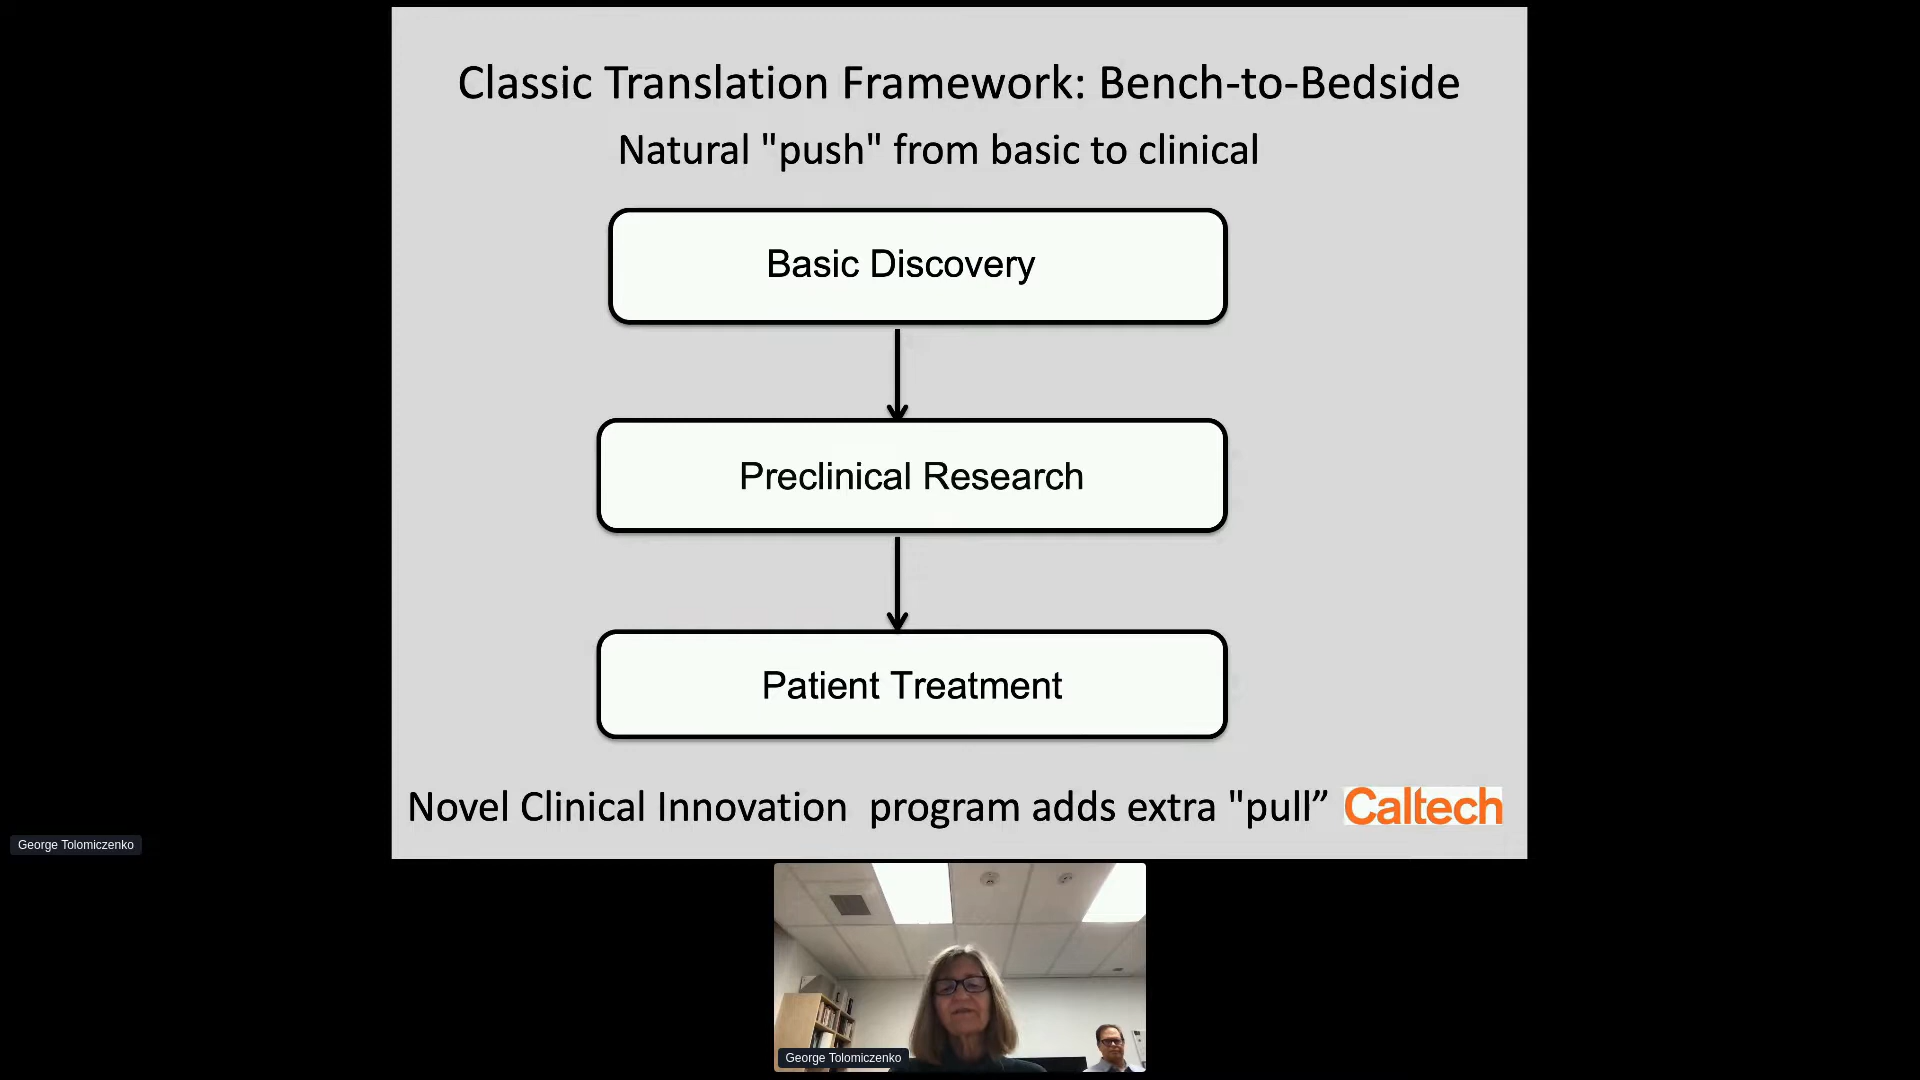 Classic Translation Framework: Bench-to-Bedside
Natural "push" from basic to clinical
Basic Discovery
Preclinical Research
Patient Treatment
Novel Clinical Innovation  program adds extra "pull” Caltech
George Tolomiczenko
George Tolomiczenko